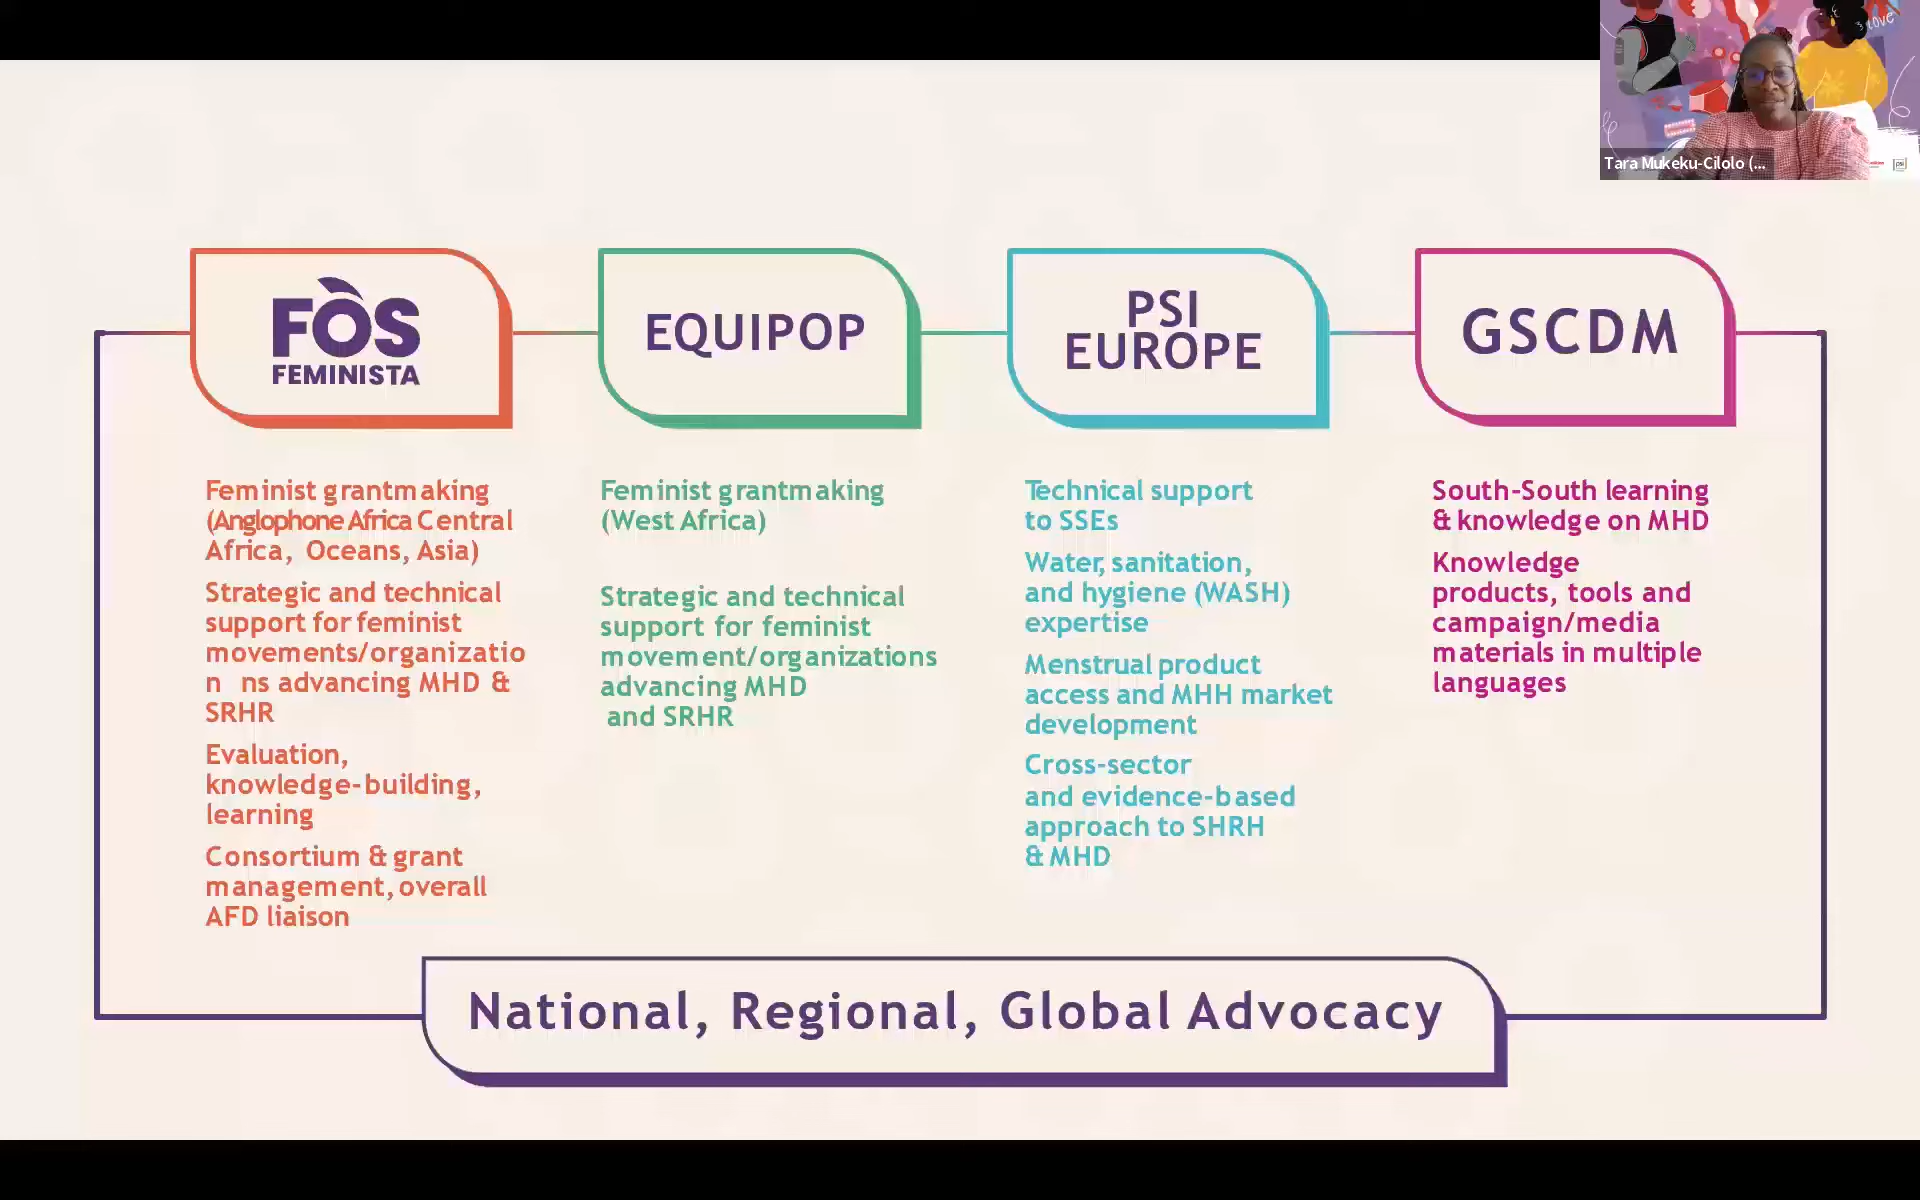 LOVE
Tara Mukeku-Cilolo (...
FÒS
FEMINISTA
EQUIPOP
PSI
EUROPE
GSCDM
Feminist grantmaking
(Anglophone Africa Central
Africa, Oceans, Asia)
Strategic and technical
support for feminist
movements/organizatio
n ns advancing MHD &
SRHR
Evaluation,
knowledge-building,
learning
Consortium & grant
management, overall
AFD liaison
Feminist grantmaking
(West Africa)
Strategic and technical
support for feminist
movement/organizations
advancing MHD
and SRHR
Technical support
to SSEs
Water, sanitation,
and hygiene (WASH)
expertise
Menstrual product
access and MHH market
development
Cross-sector
and evidence-based
approach to SHRH
& MHD
South-South learning
& knowledge on MHD
Knowledge
products, tools and
campaign/media
materials in multiple
languages
National, Regional, Global Advocacy